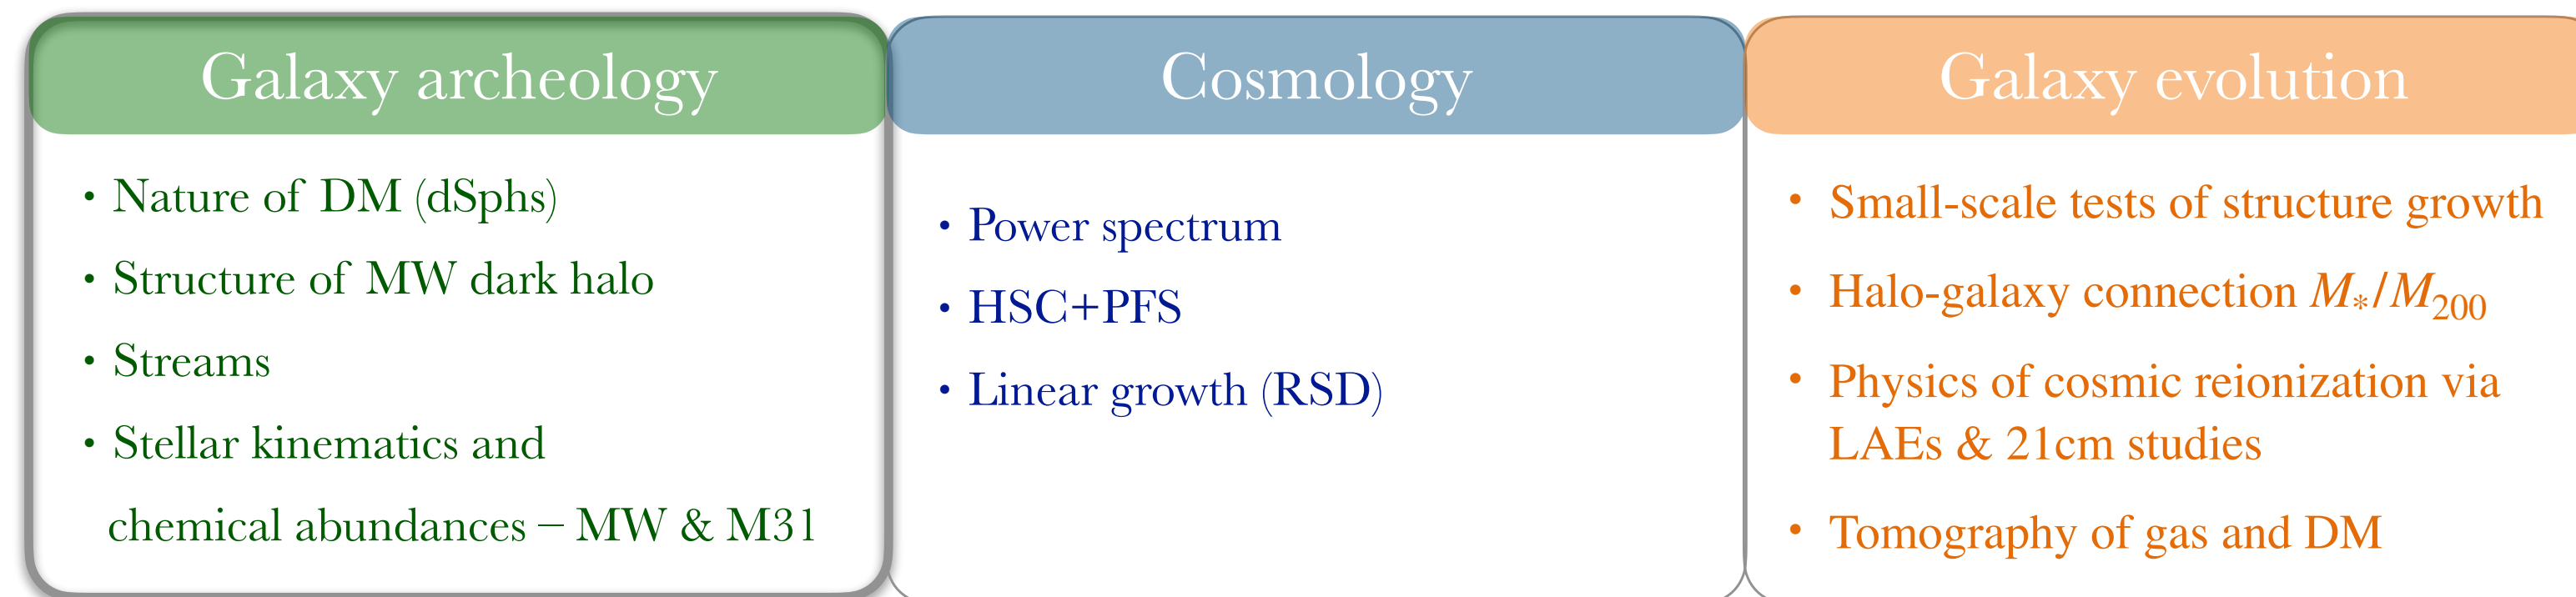 Galaxy archeology
• Nature of DM (dSphs)
• Structure of MW dark halo
• Streams
• Stellar kinematics and
chemical abundances – MW & M31
Cosmology
• Power spectrum
• HSC+PFS
• Linear growth (RSD)
Galaxy evolution
• Small-scale tests of structure growth
• Halo-galaxy connection M*/M200
• Physics of cosmic reionization via
LAEs & 21cm studies
• Tomography of gas and DM